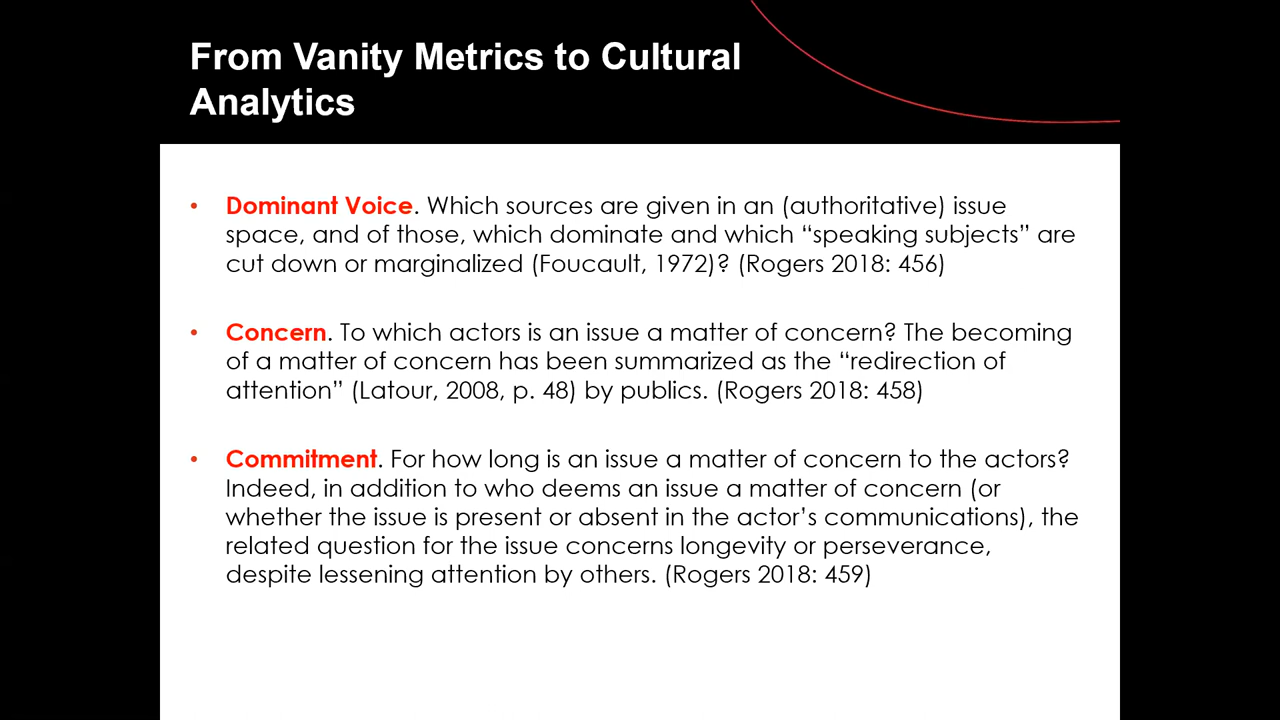 From Vanity Metrics to Cultural
Analytics
• Dominant Voice. Which sources are given in an (authoritative) issue
space, and of those, which dominate and which “speaking subjects” are
cut down or marginalized (Foucault, 1972)? (Rogers 2018: 456)
• Concern. To which actors is an issue a matter of concern? The becoming
of a matter of concern has been summarized as the “redirection of
attention” (Latour, 2008, p. 48) by publics. (Rogers 2018: 458)
• Commitment. For how long is an issue a matter of concern to the actors?
Indeed, in addition to who deems an issue a matter of concern (or
whether the issue is present or absent in the actor’s communications), the
related question for the issue concerns longevity or perseverance,
despite lessening attention by others. (Rogers 2018: 459)